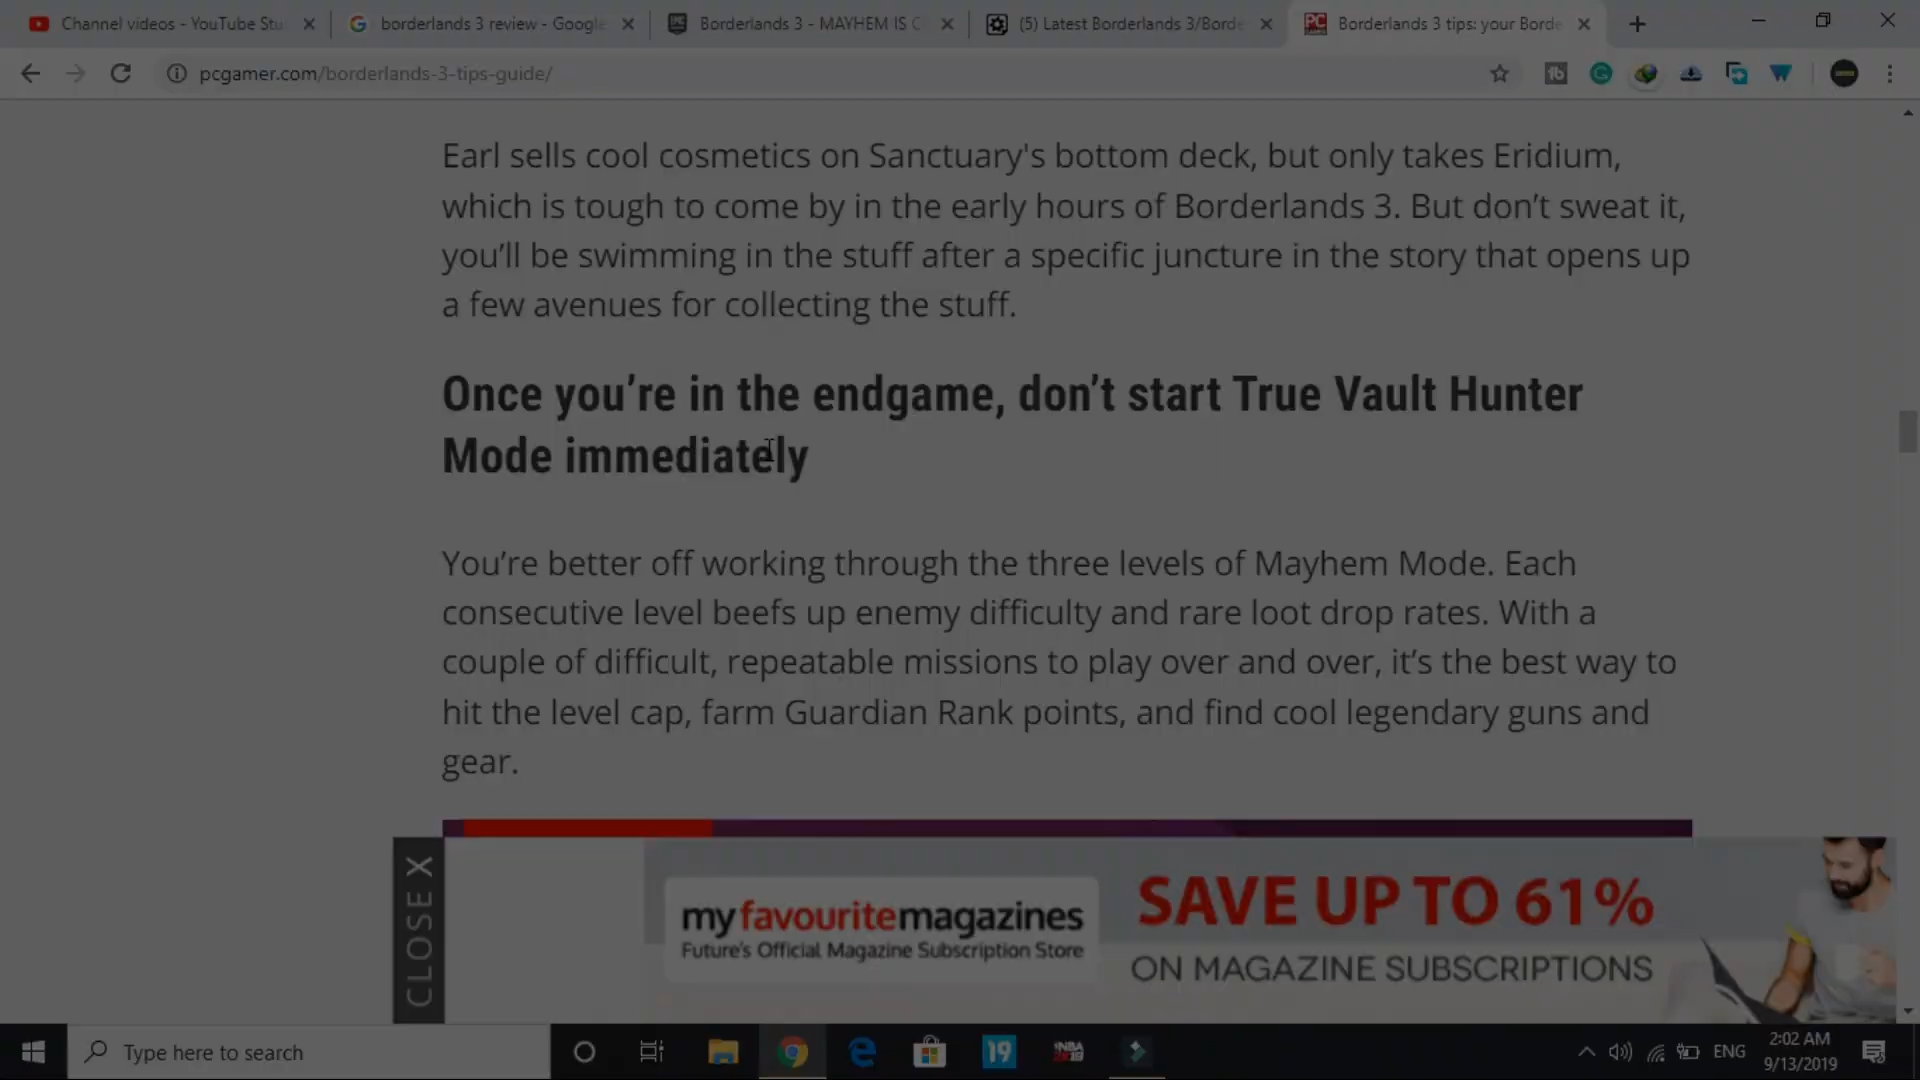 Channel videos - YouTube Stu
borderlands 3 review - Google
Borderlands 3 - MAYHEM IS C
(5) Latest Borderlands 3/Borde
PC
Borderlands 3 tips: your Borde
pcgamer.com/borderlands-3-tips-guide/
Earl sells cool cosmetics on Sanctuary's bottom deck, but only takes Eridium,
which is tough to come by in the early hours of Borderlands 3. But don't sweat it,
you'll be swimming in the stuff after a specific juncture in the story that opens up
a few avenues for collecting the stuff.
Once you're in the endgame, don't start True Vault Hunter
Mode immediately
You're better off working through the three levels of Mayhem Mode. Each
consecutive level beefs up enemy difficulty and rare loot drop rates. With a
couple of difficult, repeatable missions to play over and over, it's the best way to
hit the level cap, farm Guardian Rank points, and find cool legendary guns and
gear.
CLOSE X
myfavouritemagazines
Future's Official Magazine Subscription Store
SAVE UP TO 61%
ON MAGAZINE SUBSCRIPTIONS
Type here to search
19
NBA
ENG
2:02 AM
9/13/2019